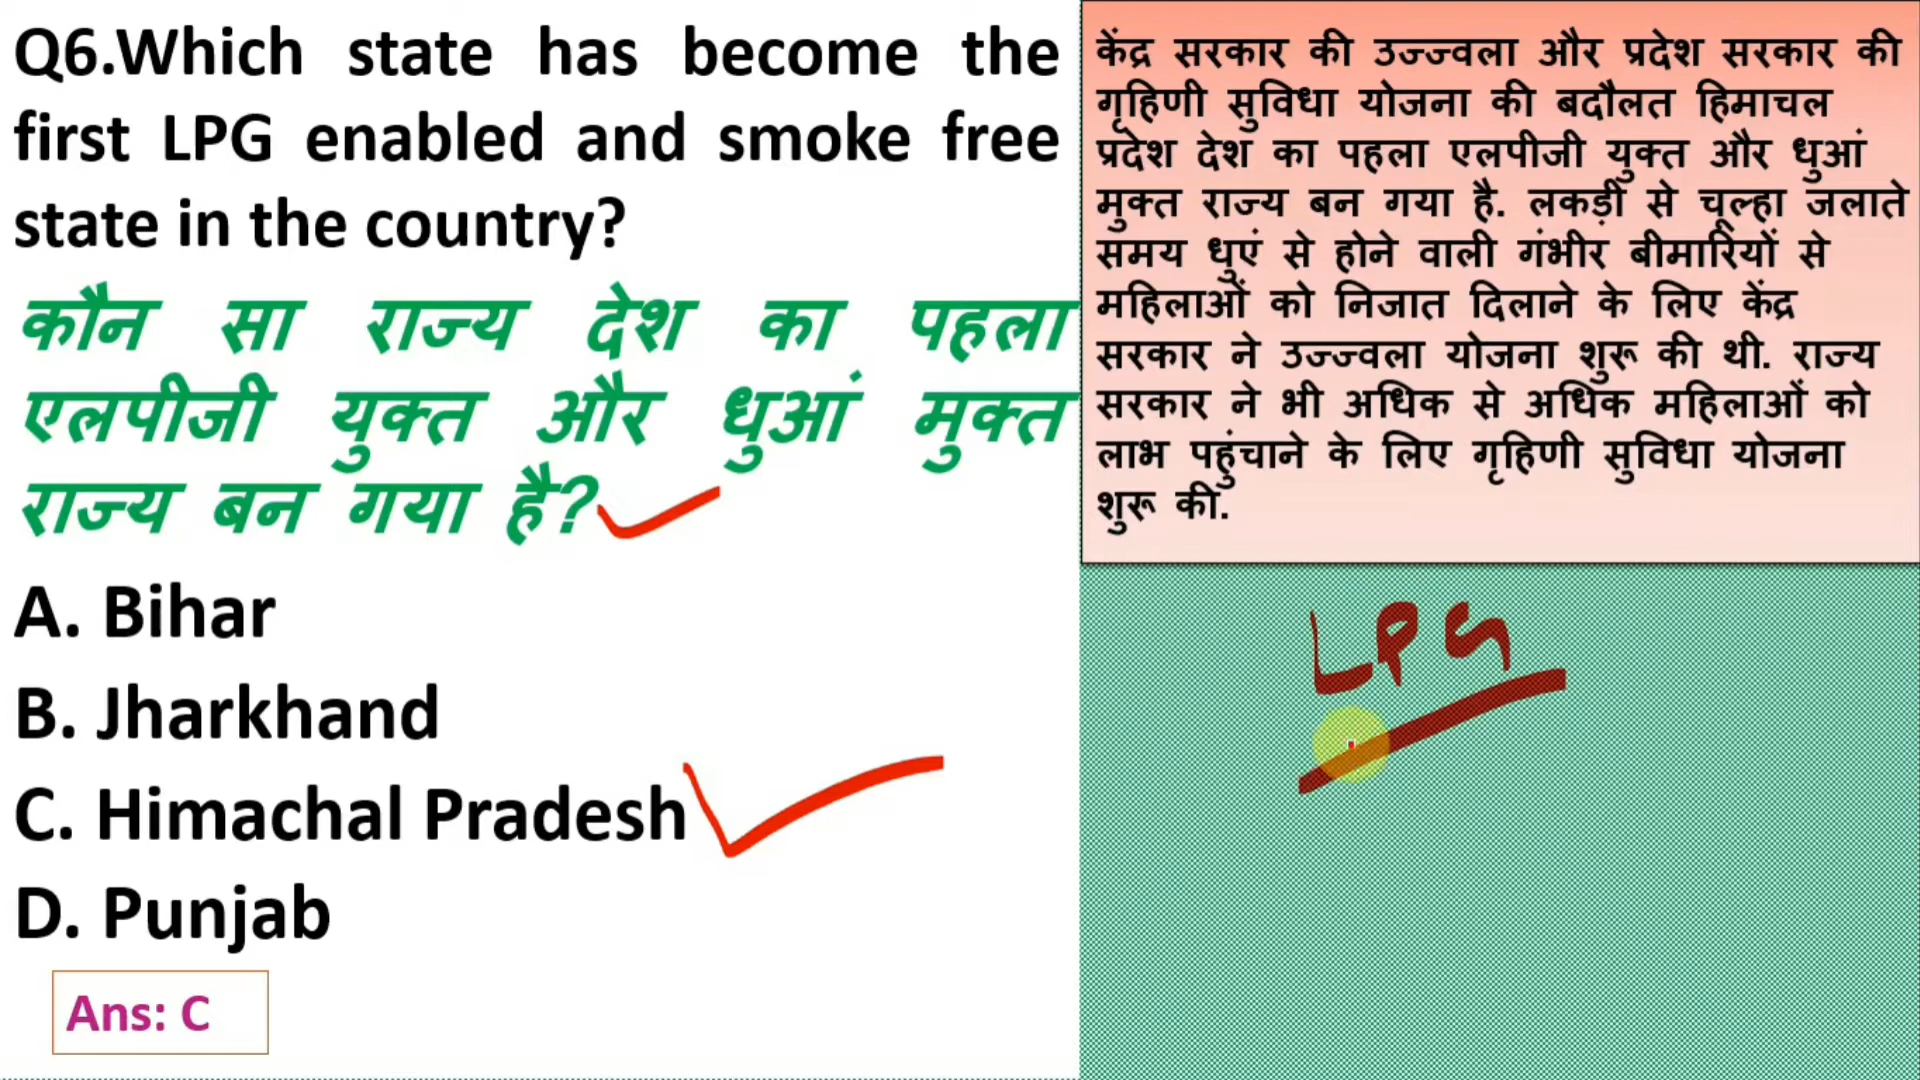 Q6.Which state has become the
first LPG enabled and smoke free
state in the country?
कौन सा राज्य देश का पहला
एलपीजी युक्त और धुआं मुक्त
राज्य बन गया है?
A. Bihar
B. Jharkhand
C. Himachal Pradesh
D. Punjab
Ans: C
केंद्र सरकार की उज्ज्वला और प्रदेश सरकार की
गृहिणी सुविधा योजना की बदौलत हिमाचल
प्रदेश देश का पहला एलपीजी युक्त और धुआं
मुक्त राज्य बन गया है. लकड़ी से चूल्हा जलाते
समय धुएं से होने वाली गंभीर बीमारियों से
महिलाओं को निजात दिलाने के लिए केंद्र
सरकार ने उज्ज्वला योजना शुरू की थी. राज्य
सरकार ने भी अधिक से अधिक महिलाओं को
लाभ पहुंचाने के लिए गृहिणी सुविधा योजना
शुरू की.
LPG